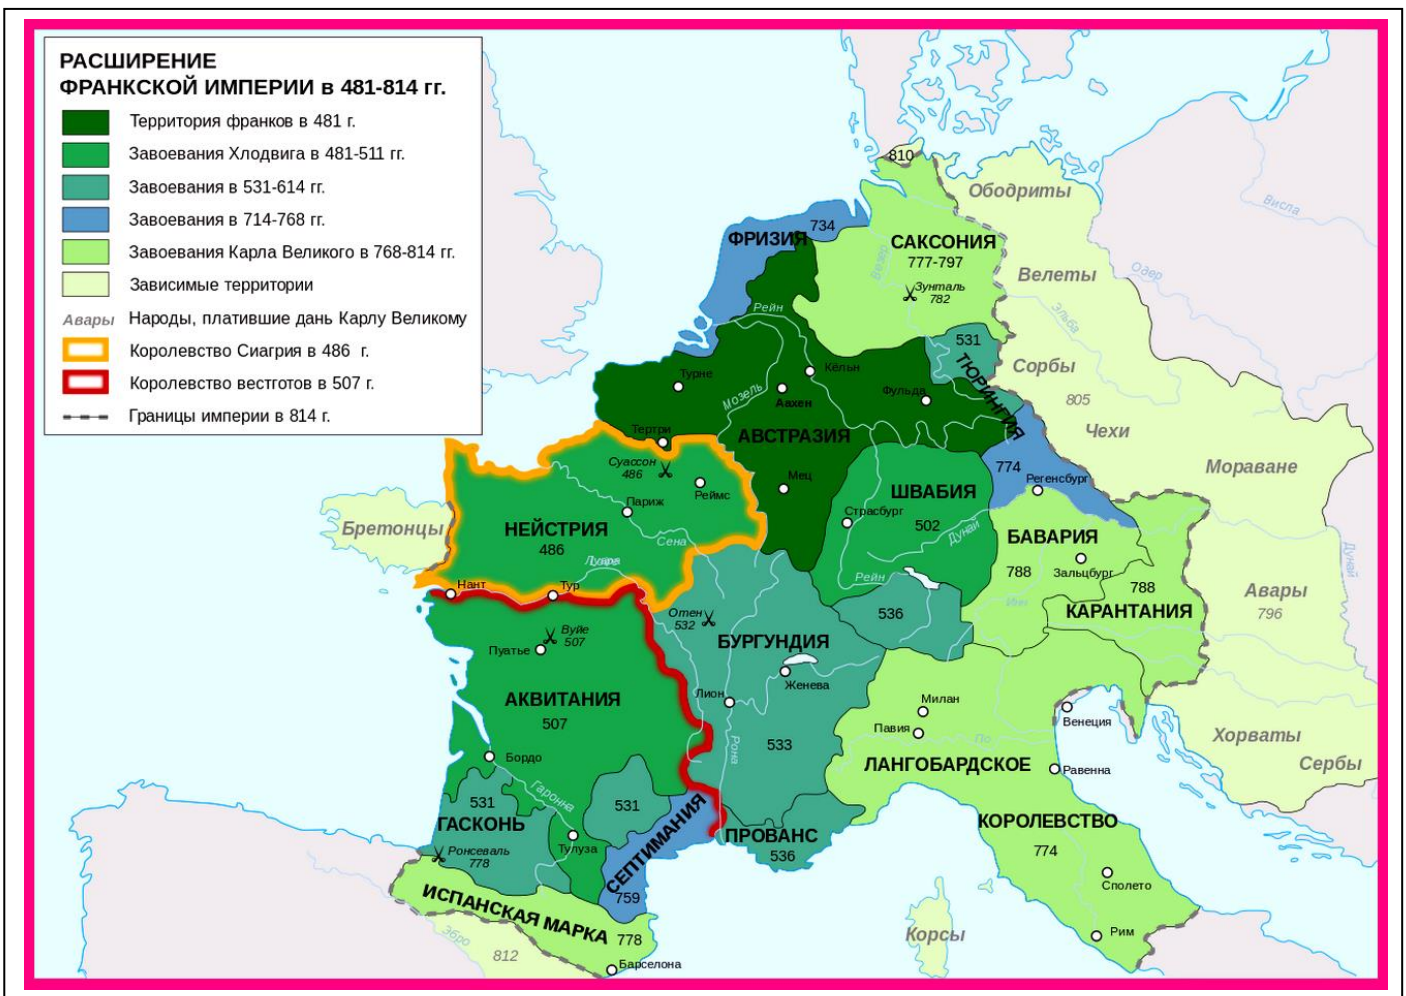 РАСШИРЕНИЕ
ФРАНКСКОЙ ИМПЕРИИ в 481-814 гг.
Территория франков в 481 г.
Завоевания Хлодвига в 481-511 гг.
Завоевания в 531-614 гг.
Завоевания в 714-768 гг.
Завоевания Карла Великого в 768-814 гг.
Зависимые территории
Авары Народы, платившие дань Карлу Великому
Королевство Сиагрия в 486 г.
Королевство вестготов в 507 г.
Границы империи в 814 г.
810
Ободриты
Висла
734
ФРИЗИЯ
САКСОНИЯ
777-797
Везер
Велеты
Одер
Зунталь
782
Рейн
Эльба
531
ТЮРИНГИЯ
Сорбы
805
Чехи
Турне
Кёльн
Мозель
Аахен
Фульда
Тертри
АВСТРАЗИЯ
Суассон
486
Реймс
Мец
774
Регенсбург
Мораване
Париж
ШВАБИЯ
502
Страсбург
Дунай
Бретонцы
НЕЙСТРИЯ
486
Сена
Луара
БАВАРИЯ
788
Зальцбург
Дунай
Рейн
Нант
Тур
788
КАРАНТАНИЯ
Инн
Авары
796
Отен
532
536
Вуйе
507
Пуатье
БУРГУНДИЯ
Женева
Лион
АКВИТАНИЯ
507
Милан
Павия
По
Венеция
Хорваты
Сербы
533
Рона
Бордо
Гаронна
ЛАНГОБАРДСКОЕ
Равенна
531
ГАСКОНЬ
531
СЕПТИМАНИЯ
759
ПРОВАНС
536
КОРОЛЕВСТВО
774
Ронсеваль
778
Тулуза
Сполето
ИСПАНСКАЯ МАРКА
778
Эбро
812
Барселона
Корсы
Рим